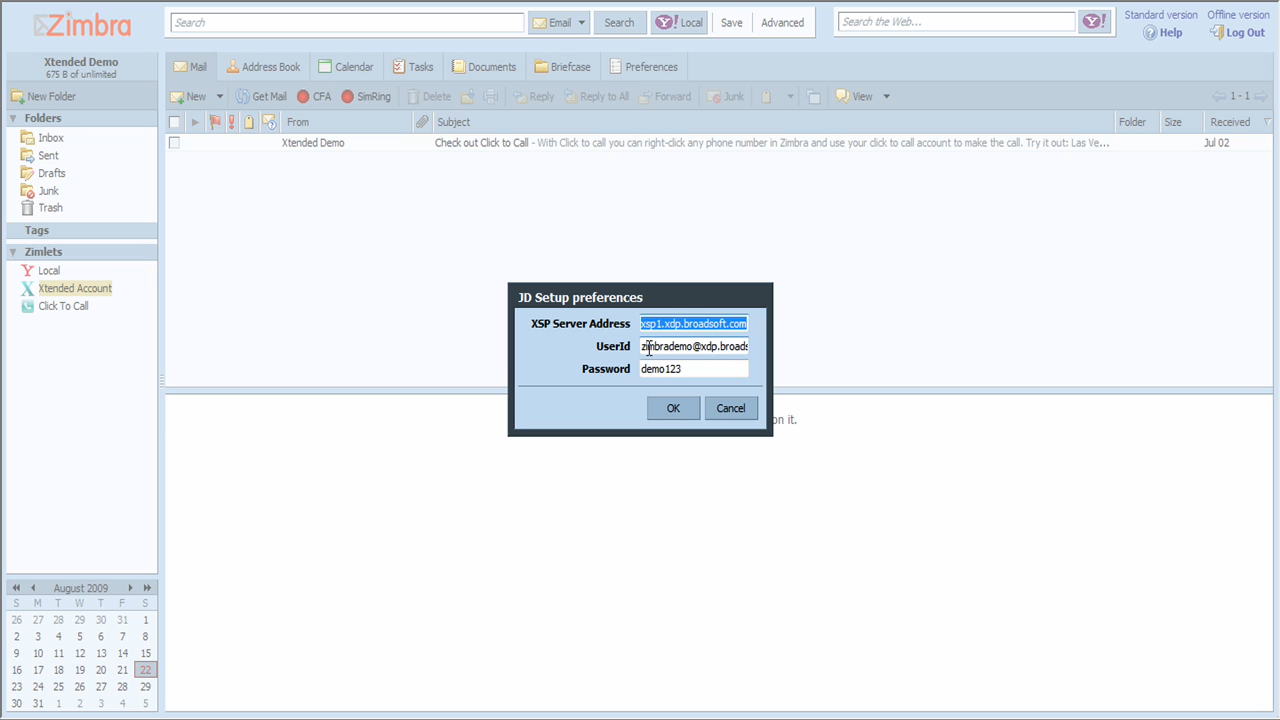 Zimbra
Search
Email
Search
Y! Local
Save
Advanced
Search the Web...
Y!
Standard version
Offline version
Help
Log Out
Xtended Demo
675 B of unlimited
Mail
Address Book
Calendar
Tasks
Documents
Briefcase
Preferences
New Folder
New
Get Mail
CFA
SimRing
Delete
Reply
Reply to All
Forward
Junk
View
1 - 1
Folders
From
Subject
Folder
Size
Received
Inbox
Xtended Demo
Check out Click to Call - With Click to call you can right-click any phone number in Zimbra and use your click to call account to make the call. Try it out: Las Ve...
Jul 02
Sent
Drafts
Junk
Trash
Tags
Zimlets
Local
Xtended Account
Click To Call
JD Setup preferences
XSP Server Address
xsp1.xdp.broadsoft.com
UserId
zimbrademo@xdp.broads
Password
demo123
OK
Cancel
on it.
August 2009
S M T W T F S
26 27 28 29 30 31 1
2 3 4 5 6 7 8
9 10 11 12 13 14 15
16 17 18 19 20 21 22
23 24 25 26 27 28 29
30 31 1 2 3 4 5